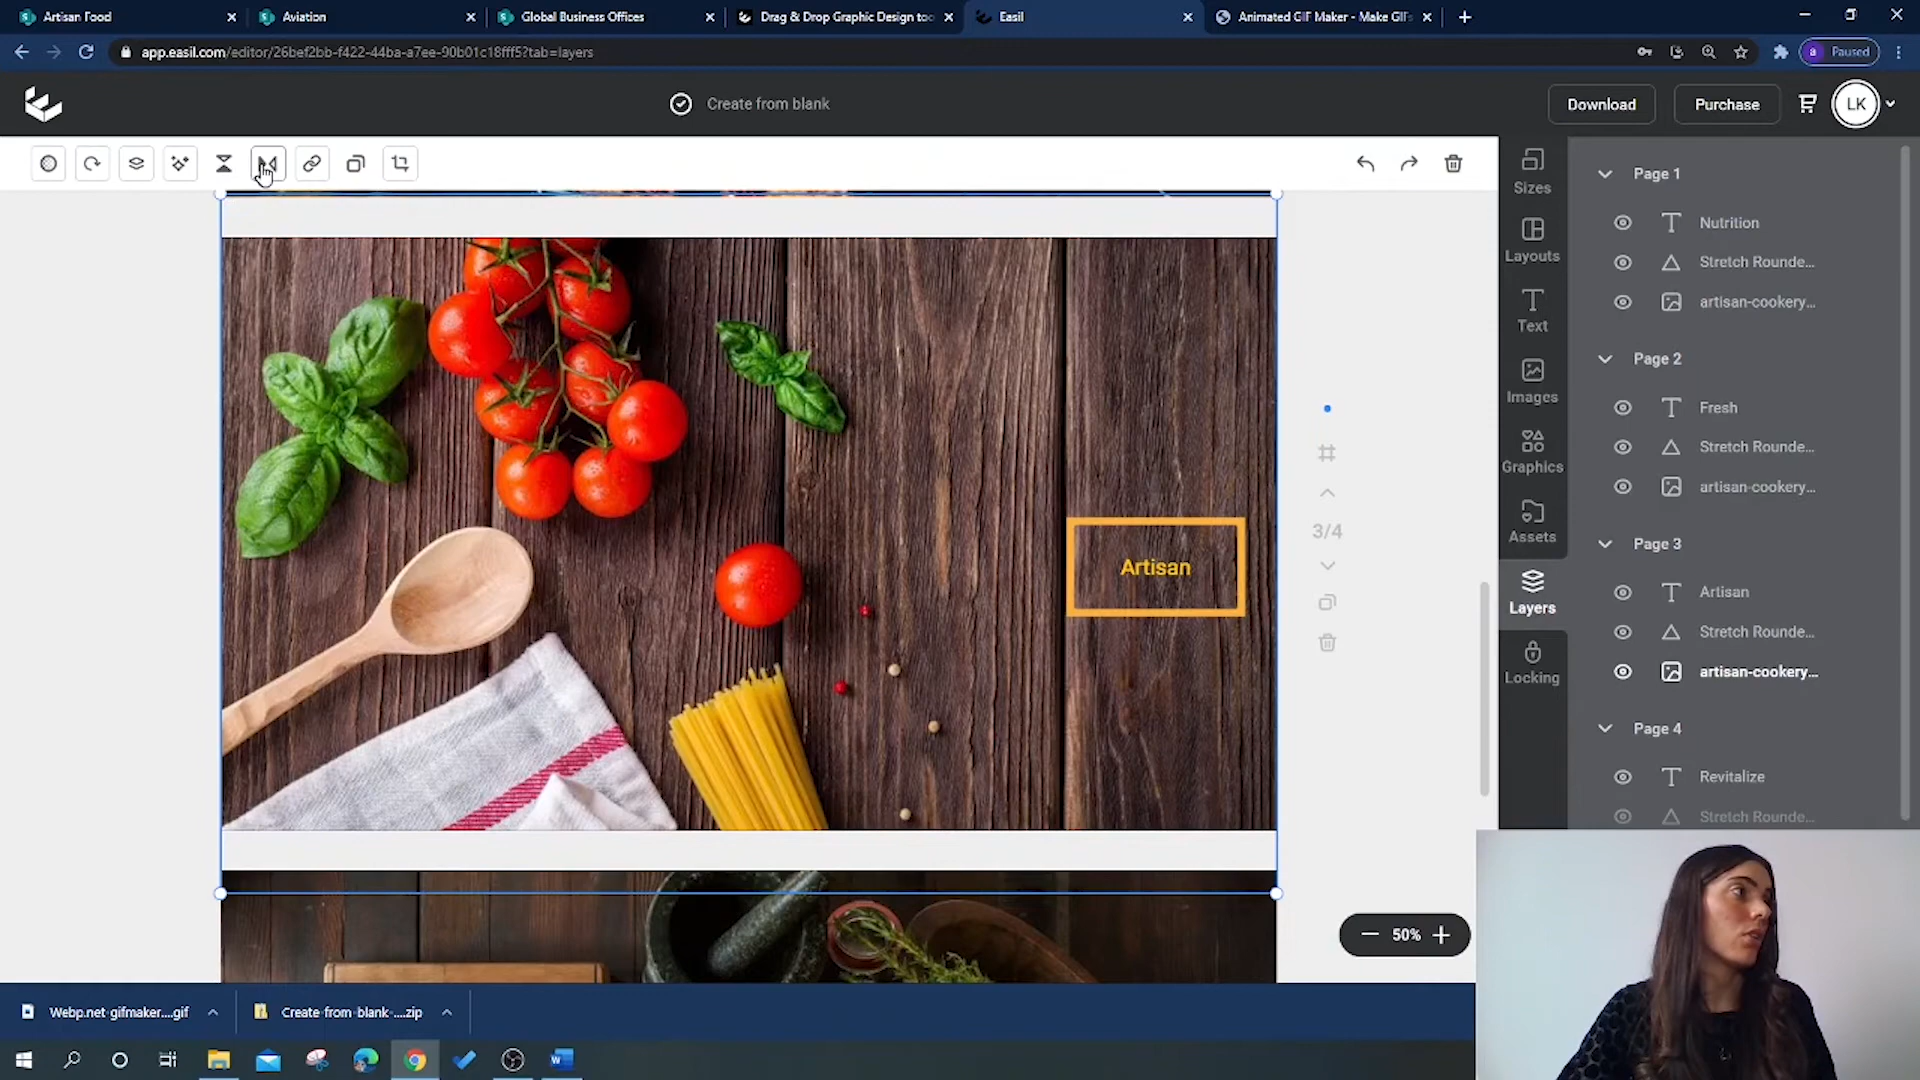 Artisan Food
Aviation
Global Business Offices
Drag & Drop Graphic Design too
Easil
Animated GIF Maker - Make GIFs
app.easil.com/editor/26bef2bb-f422-44ba-a7ee-90b01c18fff5?tab=layers
a
Paused
Create from blank
Download
Purchase
LK
Sizes
Layouts
Text
Images
Graphics
Assets
Layers
Locking
Page 1
Nutrition
Stretch Rounde...
artisan-cookery...
Page 2
Fresh
Stretch Rounde...
artisan-cookery...
Page 3
Artisan
Stretch Rounde...
artisan-cookery...
Page 4
Revitalize
Stretch Rounde...
Artisan
3/4
50%
Webp.net-gifmaker....gif
Create from blank ....zip